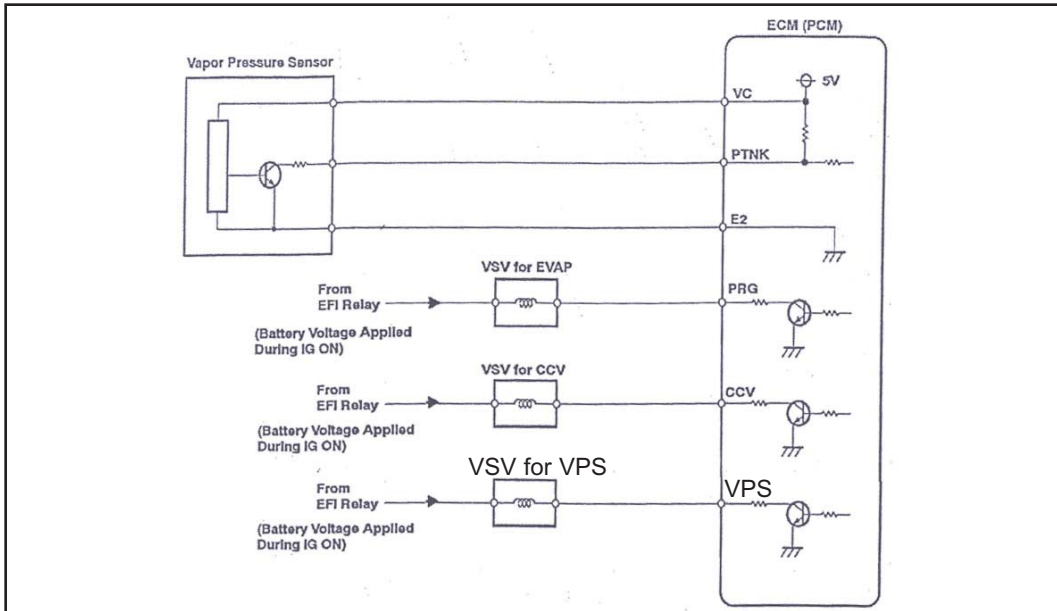 ECM (PCM)
Vapor Pressure Sensor
5V
VC
PTNK
E2
VSV for EVAP
From
EFI Relay
PRG
(Battery Voltage Applied
During IG ON)
VSV for CCV
From
EFI Relay
CCV
(Battery Voltage Applied
During IG ON)
VSV for VPS
From
EFI Relay
VPS
(Battery Voltage Applied
During IG ON)